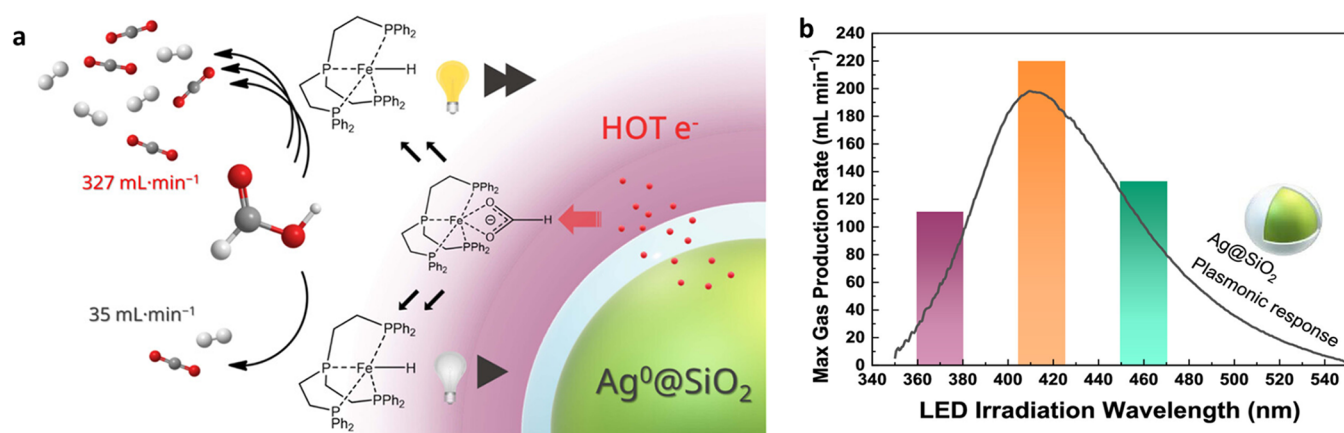 a
PPh2
P
Fe
H
PPh2
P
Ph2
HOT e-
327 mL·min⁻¹
PPh2
P
Fe
O
O
⊖
H
PPh2
P
Ph2
35 mL·min⁻¹
PPh2
P
Fe
H
PPh2
P
Ph2
Ag⁰@SiO2
b
Max Gas Production Rate (mL min⁻¹)
240
220
200
180
160
140
120
100
80
60
40
20
0
Ag@SiO2
Plasmonic response
340 360 380 400 420 440 460 480 500 520 540
LED Irradiation Wavelength (nm)